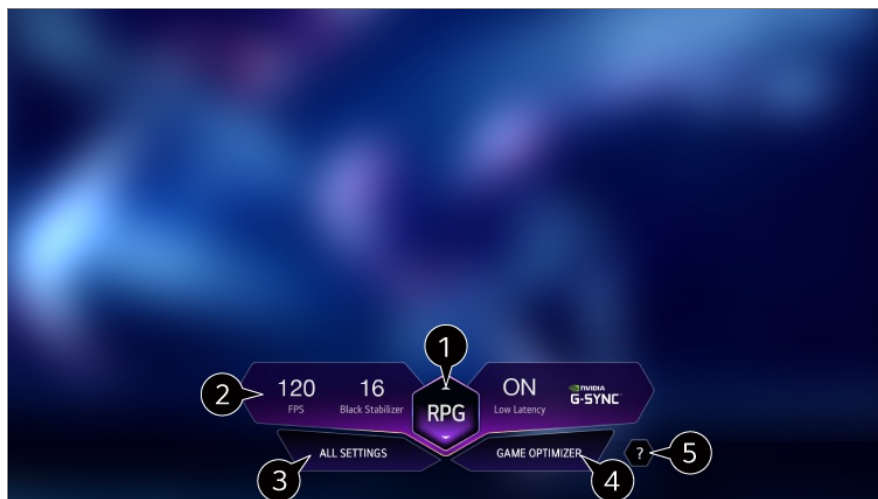 1
2
120
FPS
16
Black Stabilizer
RPG
ON
Low Latency
NVIDIA
G-SYNC
ALL SETTINGS
GAME OPTIMIZER
?
5
3
4